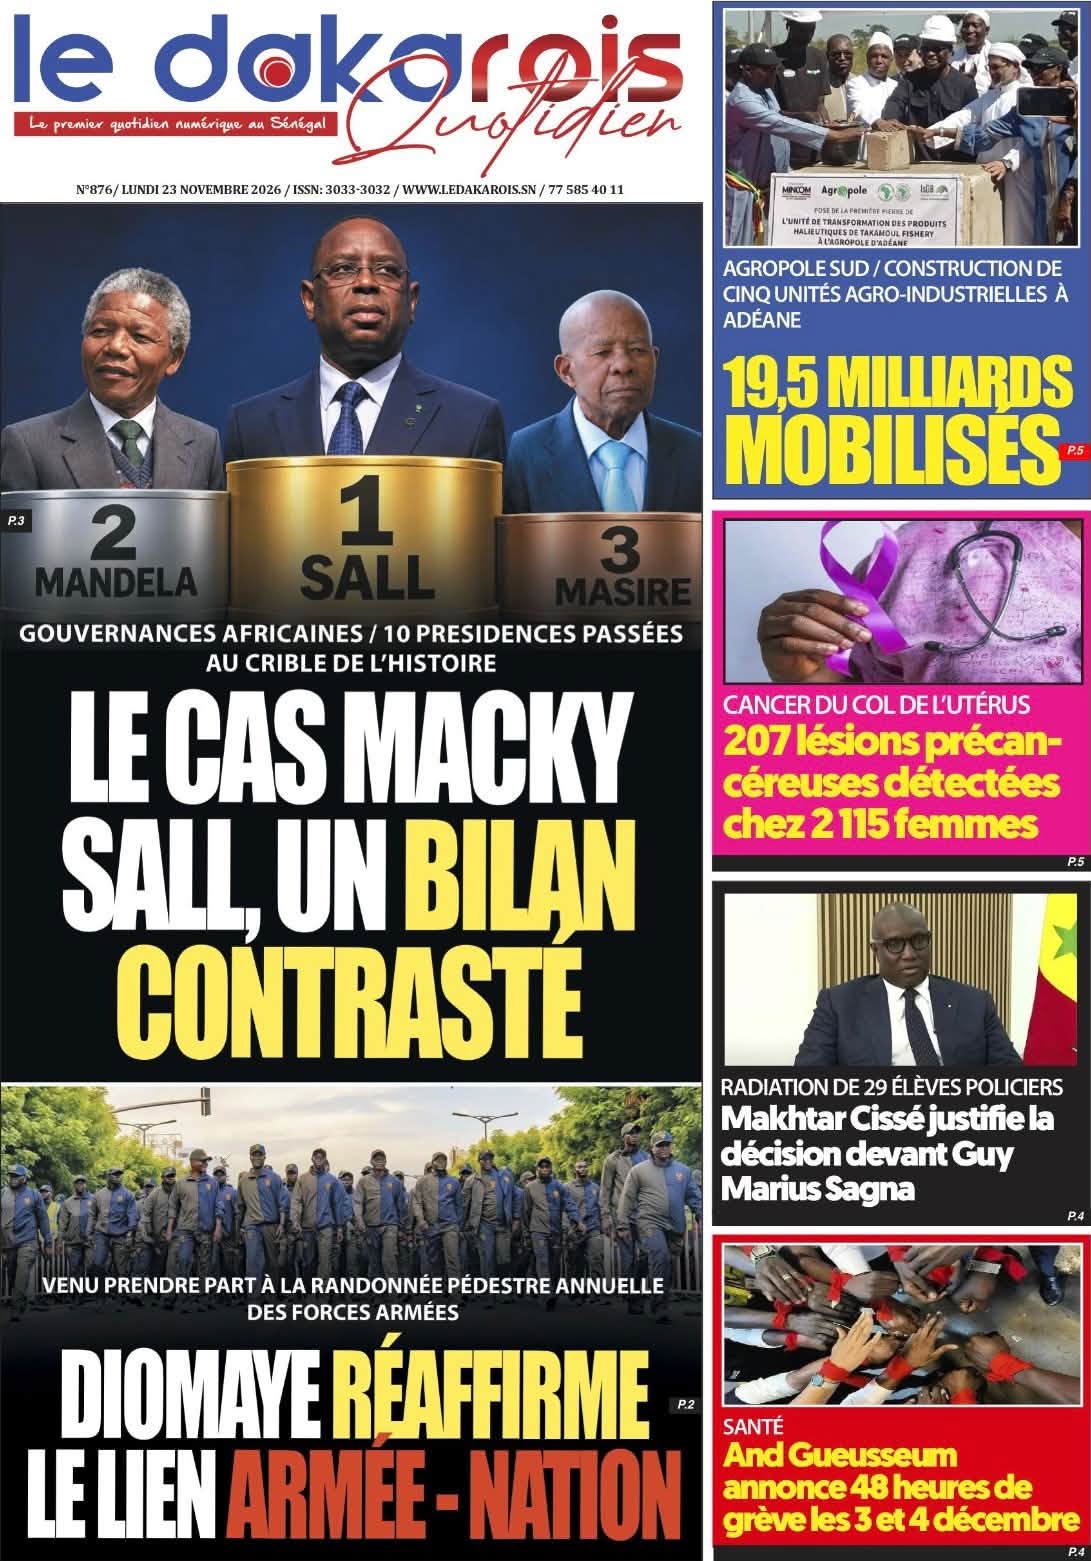 le dakarois
Quotidien
Le premier quotidien numérique au Sénégal
N°876/ LUNDI 23 NOVEMBRE 2026 / ISSN: 3033-3032 / WWW.LEDAKAROIS.SN / 77 585 40 11
P.3
2
MANDELA
1
SALL
3
MASIRE
GOUVERNANCES AFRICAINES / 10 PRESIDENCES PASSÉES
AU CRIBLE DE L'HISTOIRE
LE CAS MACKY
SALL, UN BILAN
CONTRASTÉ
VENU PRENDRE PART À LA RANDONNÉE PÉDESTRE ANNUELLE
DES FORCES ARMÉES
DIOMAYE RÉAFFIRME
LE LIEN ARMÉE - NATION
P.2
MINCOM
Agropole
IsDB
POSE DE LA PREMIÈRE PIERRE DE
L'UNITÉ DE TRANSFORMATION DES PRODUITS
HALIEUTIQUES DE TAKAMOUL FISHERY
À L'AGROPOLE D'ADÉANE
AGROPOLE SUD / CONSTRUCTION DE
CINQ UNITÉS AGRO-INDUSTRIELLES À
ADÉANE
19,5 MILLIARDS
MOBILISÉS
P.5
CANCER DU COL DE L'UTÉRUS
207 lésions précan-
céreuses détectées
chez 2 115 femmes
P.5
RADIATION DE 29 ÉLÈVES POLICIERS
Makhtar Cissé justifie la
décision devant Guy
Marius Sagna
P.4
SANTÉ
And Gueusseum
annonce 48 heures de
grève les 3 et 4 décembre
P.4